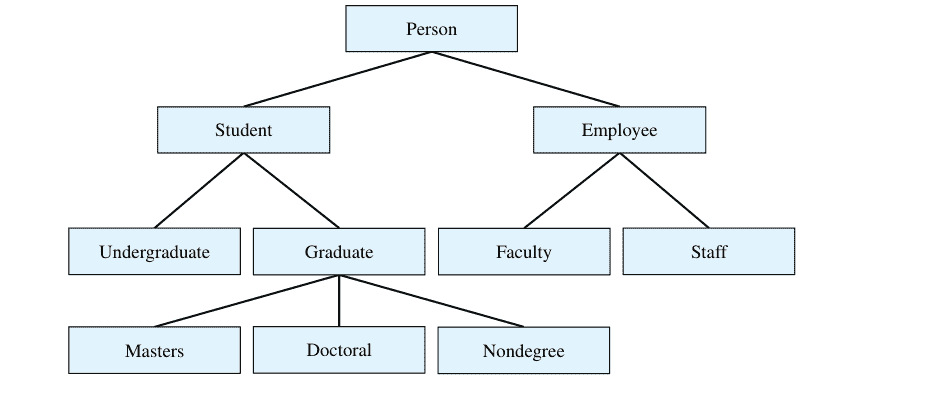 Person
Student
Employee
Undergraduate
Graduate
Faculty
Staff
Masters
Doctoral
Nondegree